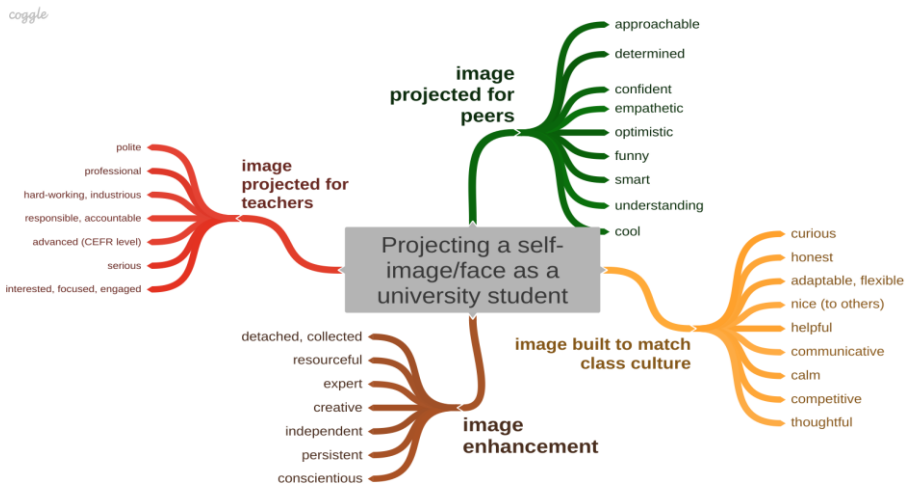 coggle
image
projected for
peers
approachable
determined
confident
empathetic
optimistic
funny
smart
understanding
cool
image
projected for
teachers
polite
professional
hard-working, industrious
responsible, accountable
advanced (CEFR level)
serious
interested, focused, engaged
Projecting a self-
image/face as a
university student
image built to match
class culture
curious
honest
adaptable, flexible
nice (to others)
helpful
communicative
calm
competitive
thoughtful
image
enhancement
detached, collected
resourceful
expert
creative
independent
persistent
conscientious